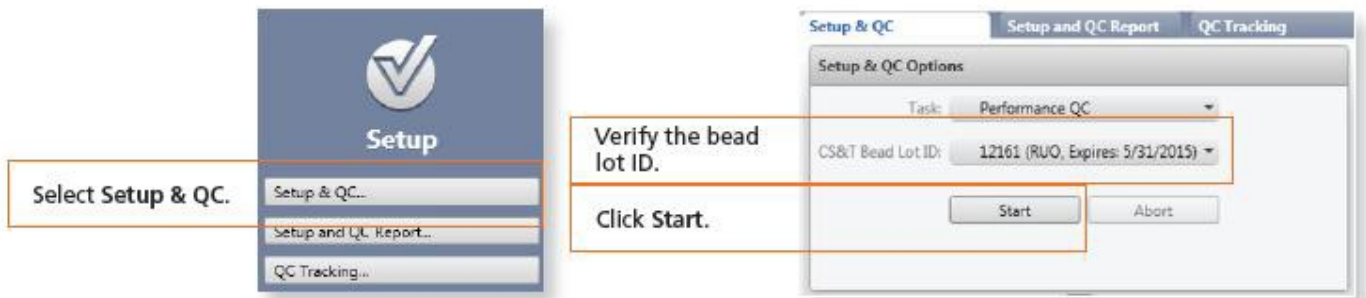 Setup
Select Setup & QC.
Setup & QC...
Setup and QC Report...
QC Tracking...
Setup & QC
Setup and QC Report
QC Tracking
Setup & QC Options
Task:
Performance QC
Verify the bead
lot ID.
CS&T Bead Lot ID:
12161 (RUO, Expires: 5/31/2015)
Click Start.
Start
Abort